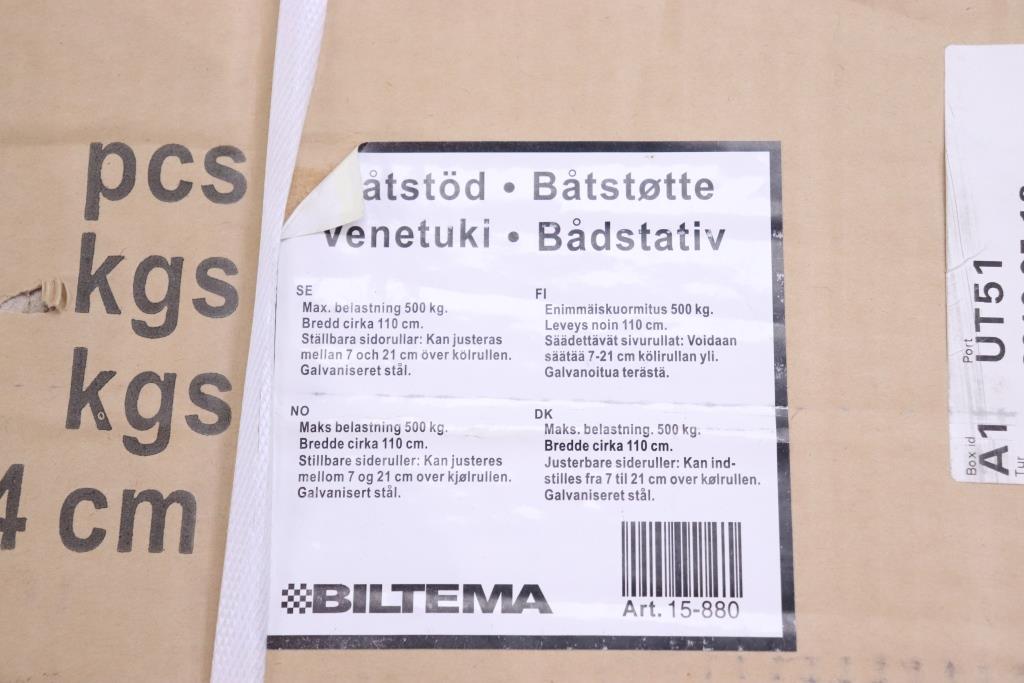 pcs
kgs
kgs
4 cm
åtstöd • Båtstøtte
Venetuki • Bådstativ
SE
Max. belastning 500 kg.
Bredd cirka 110 cm.
Ställbara sidorullar: Kan justeras
mellan 7 och 21 cm över kölrullen.
Galvaniseret stål.
FI
Enimmäiskuormitus 500 kg.
Leveys noin 110 cm.
Säädettävät sivurullat: Voidaan
säätää 7-21 cm kölirullan yli.
Galvanoitua terästä.
NO
Maks belastning 500 kg.
Bredde cirka 110 cm.
Stillbare sideruller: Kan justeres
mellom 7 og 21 cm over kjølrullen.
Galvanisert stål.
DK
Maks. belastning. 500 kg.
Bredde cirka 110 cm.
Justerbare sideruller: Kan ind-
stilles fra 7 til 21 cm over kølrullen.
Galvaniseret stål.
BILTEMA
Art. 15-880
Box id
Port
UT51